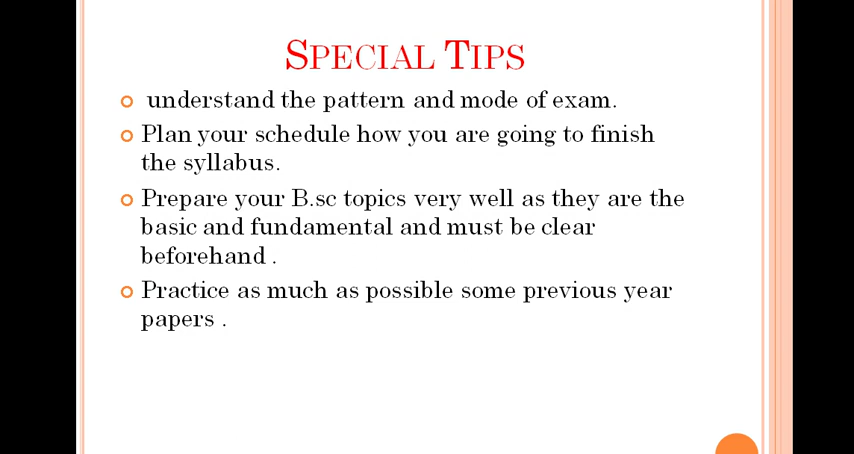 SPECIAL TIPS
understand the pattern and mode of exam.
Plan your schedule how you are going to finish
the syllabus.
Prepare your B.sc topics very well as they are the
basic and fundamental and must be clear
beforehand .
Practice as much as possible some previous year
papers .